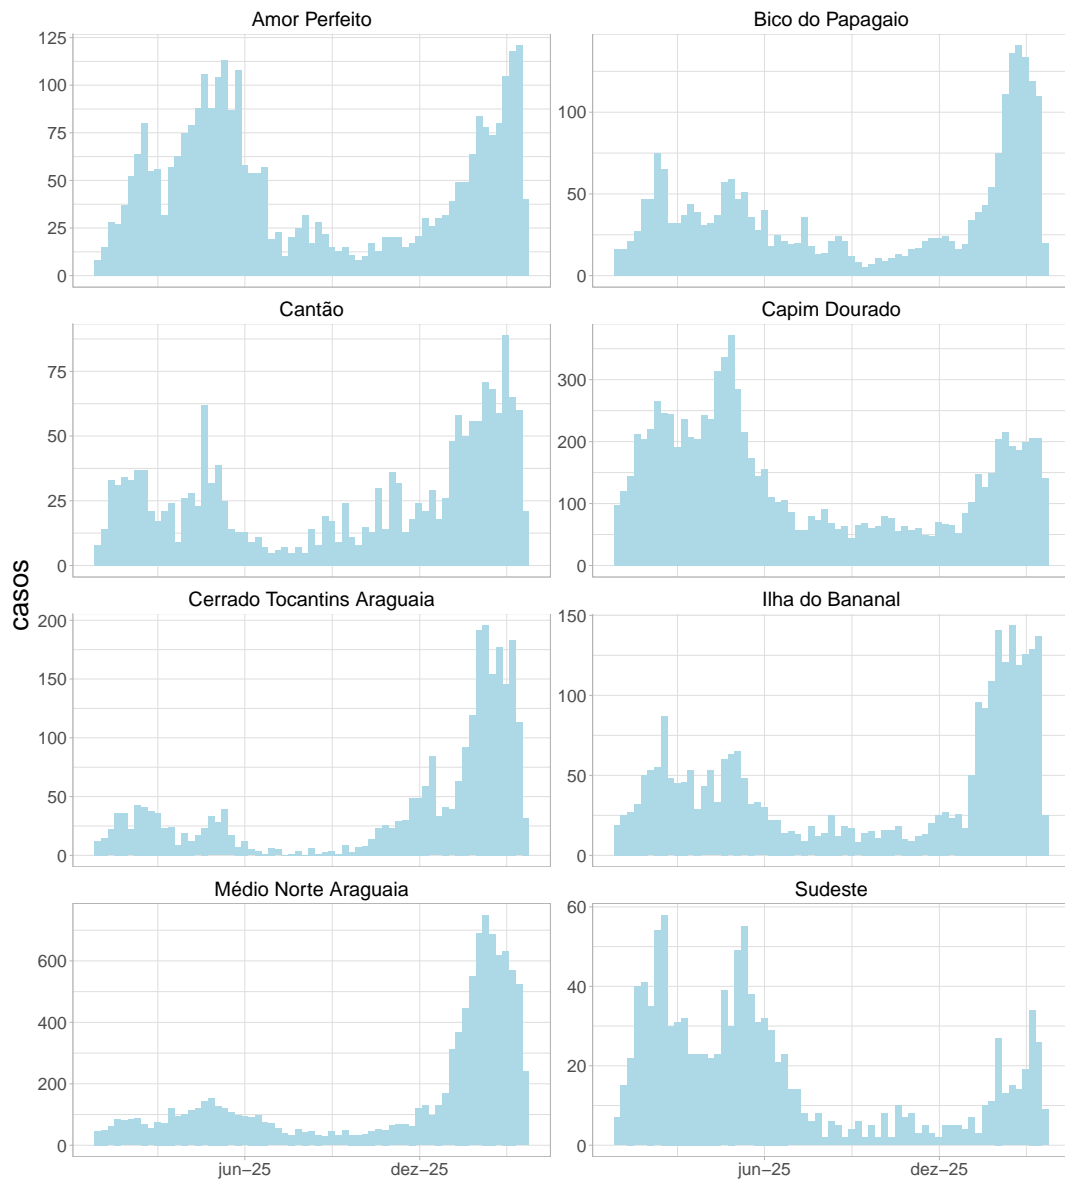 Amor Perfeito
Bico do Papagaio
125
100
75
50
25
0
100
50
0
Cantão
Capim Dourado
75
50
25
0
300
200
100
0
casos
Cerrado Tocantins Araguaia
Ilha do Bananal
200
150
100
50
0
150
100
50
0
Médio Norte Araguaia
Sudeste
600
400
200
0
60
40
20
0
jun−25
dez−25
jun−25
dez−25